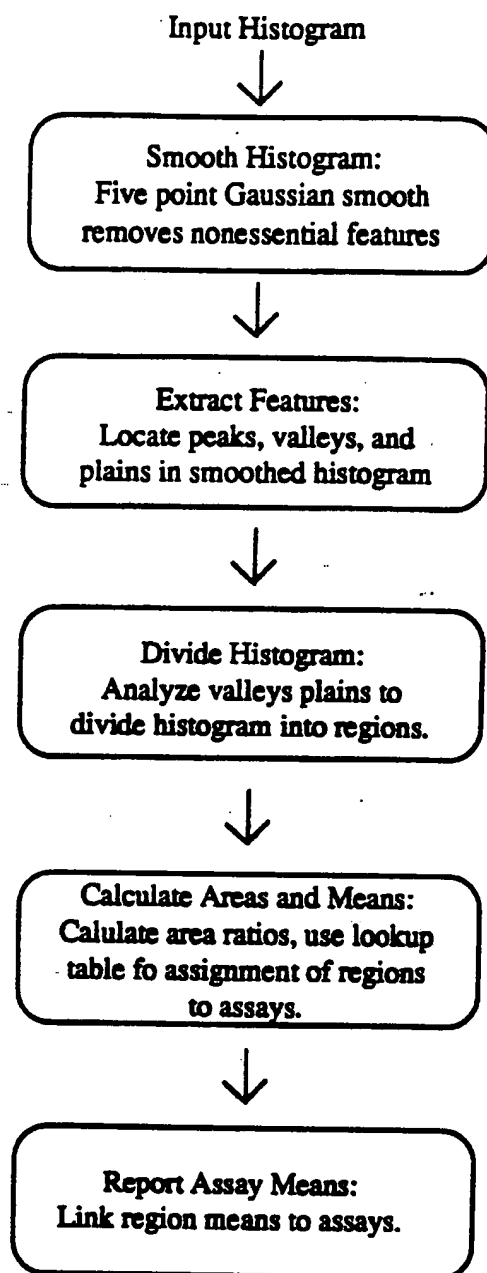 Input Histogram
Smooth Histogram:
Five point Gaussian smooth
removes nonessential features
Extract Features:
Locate peaks, valleys, and
plains in smoothed histogram
Divide Histogram:
Analyze valleys plains to
divide histogram into regions.
Calculate Areas and Means:
Calulate area ratios, use lookup
table fo assignment of regions
to assays.
Report Assay Means:
Link region means to assays.